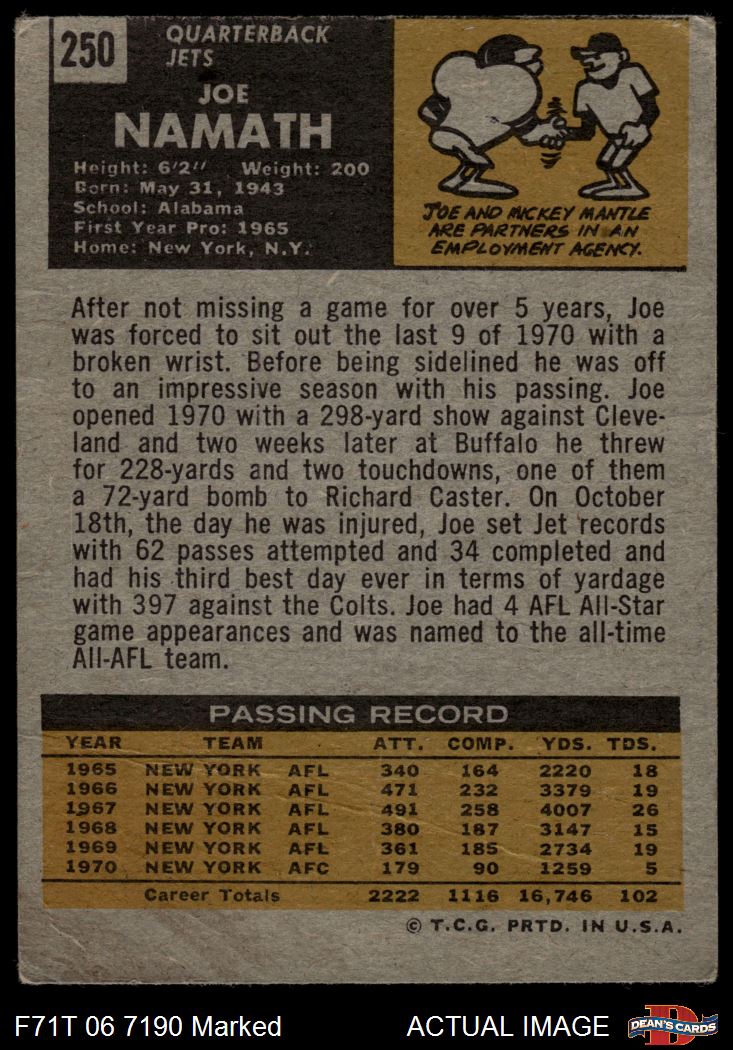 250
QUARTERBACK
JETS
JOE
NAMATH
Height: 6'2" Weight: 200
Born: May 31, 1943
School: Alabama
First Year Pro: 1965
Home: New York, N.Y.
JOE AND MICKEY MANTLE
ARE PARTNERS IN AN
EMPLOYMENT AGENCY.
After not missing a game for over 5 years, Joe
was forced to sit out the last 9 of 1970 with a
broken wrist. Before being sidelined he was off
to an impressive season with his passing. Joe
opened 1970 with a 298-yard show against Cleve-
land and two weeks later at Buffalo he threw
for 228-yards and two touchdowns, one of them
a 72-yard bomb to Richard Caster. On October
18th, the day he was injured, Joe set Jet records
with 62 passes attempted and 34 completed and
had his third best day ever in terms of yardage
with 397 against the Colts. Joe had 4 AFL All-Star
game appearances and was named to the all-time
All-AFL team.
PASSING RECORD
YEAR TEAM ATT. COMP. YDS. TDS.
1965 NEW YORK AFL 340 164 2220 18
1966 NEW YORK AFL 471 232 3379 19
1967 NEW YORK AFL 491 258 4007 26
1968 NEW YORK AFL 380 187 3147 15
1969 NEW YORK AFL 361 185 2734 19
1970 NEW YORK AFC 179 90 1259 5
Career Totals 2222 1116 16,746 102
© T.C.G. PRTD. IN U.S.A.
F71T 06 7190 Marked ACTUAL IMAGE D DEAN'S CARDS